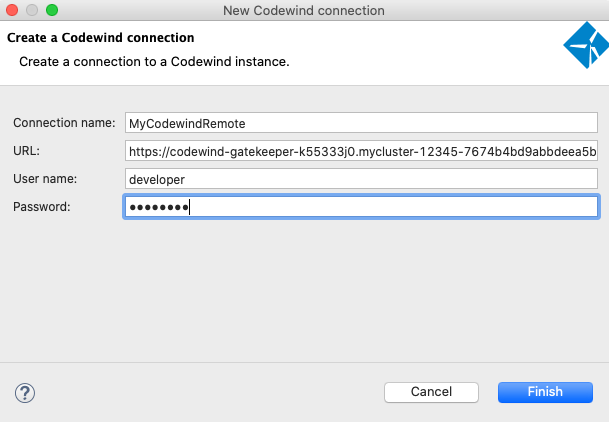 New Codewind connection
Create a Codewind connection
Create a connection to a Codewind instance.
Connection name: MyCodewindRemote
URL: https://codewind-gatekeeper-k55333j0.mycluster-12345-7674b4bd9abbdeea5b
User name: developer
Password: ●●●●●●●●
? Cancel Finish